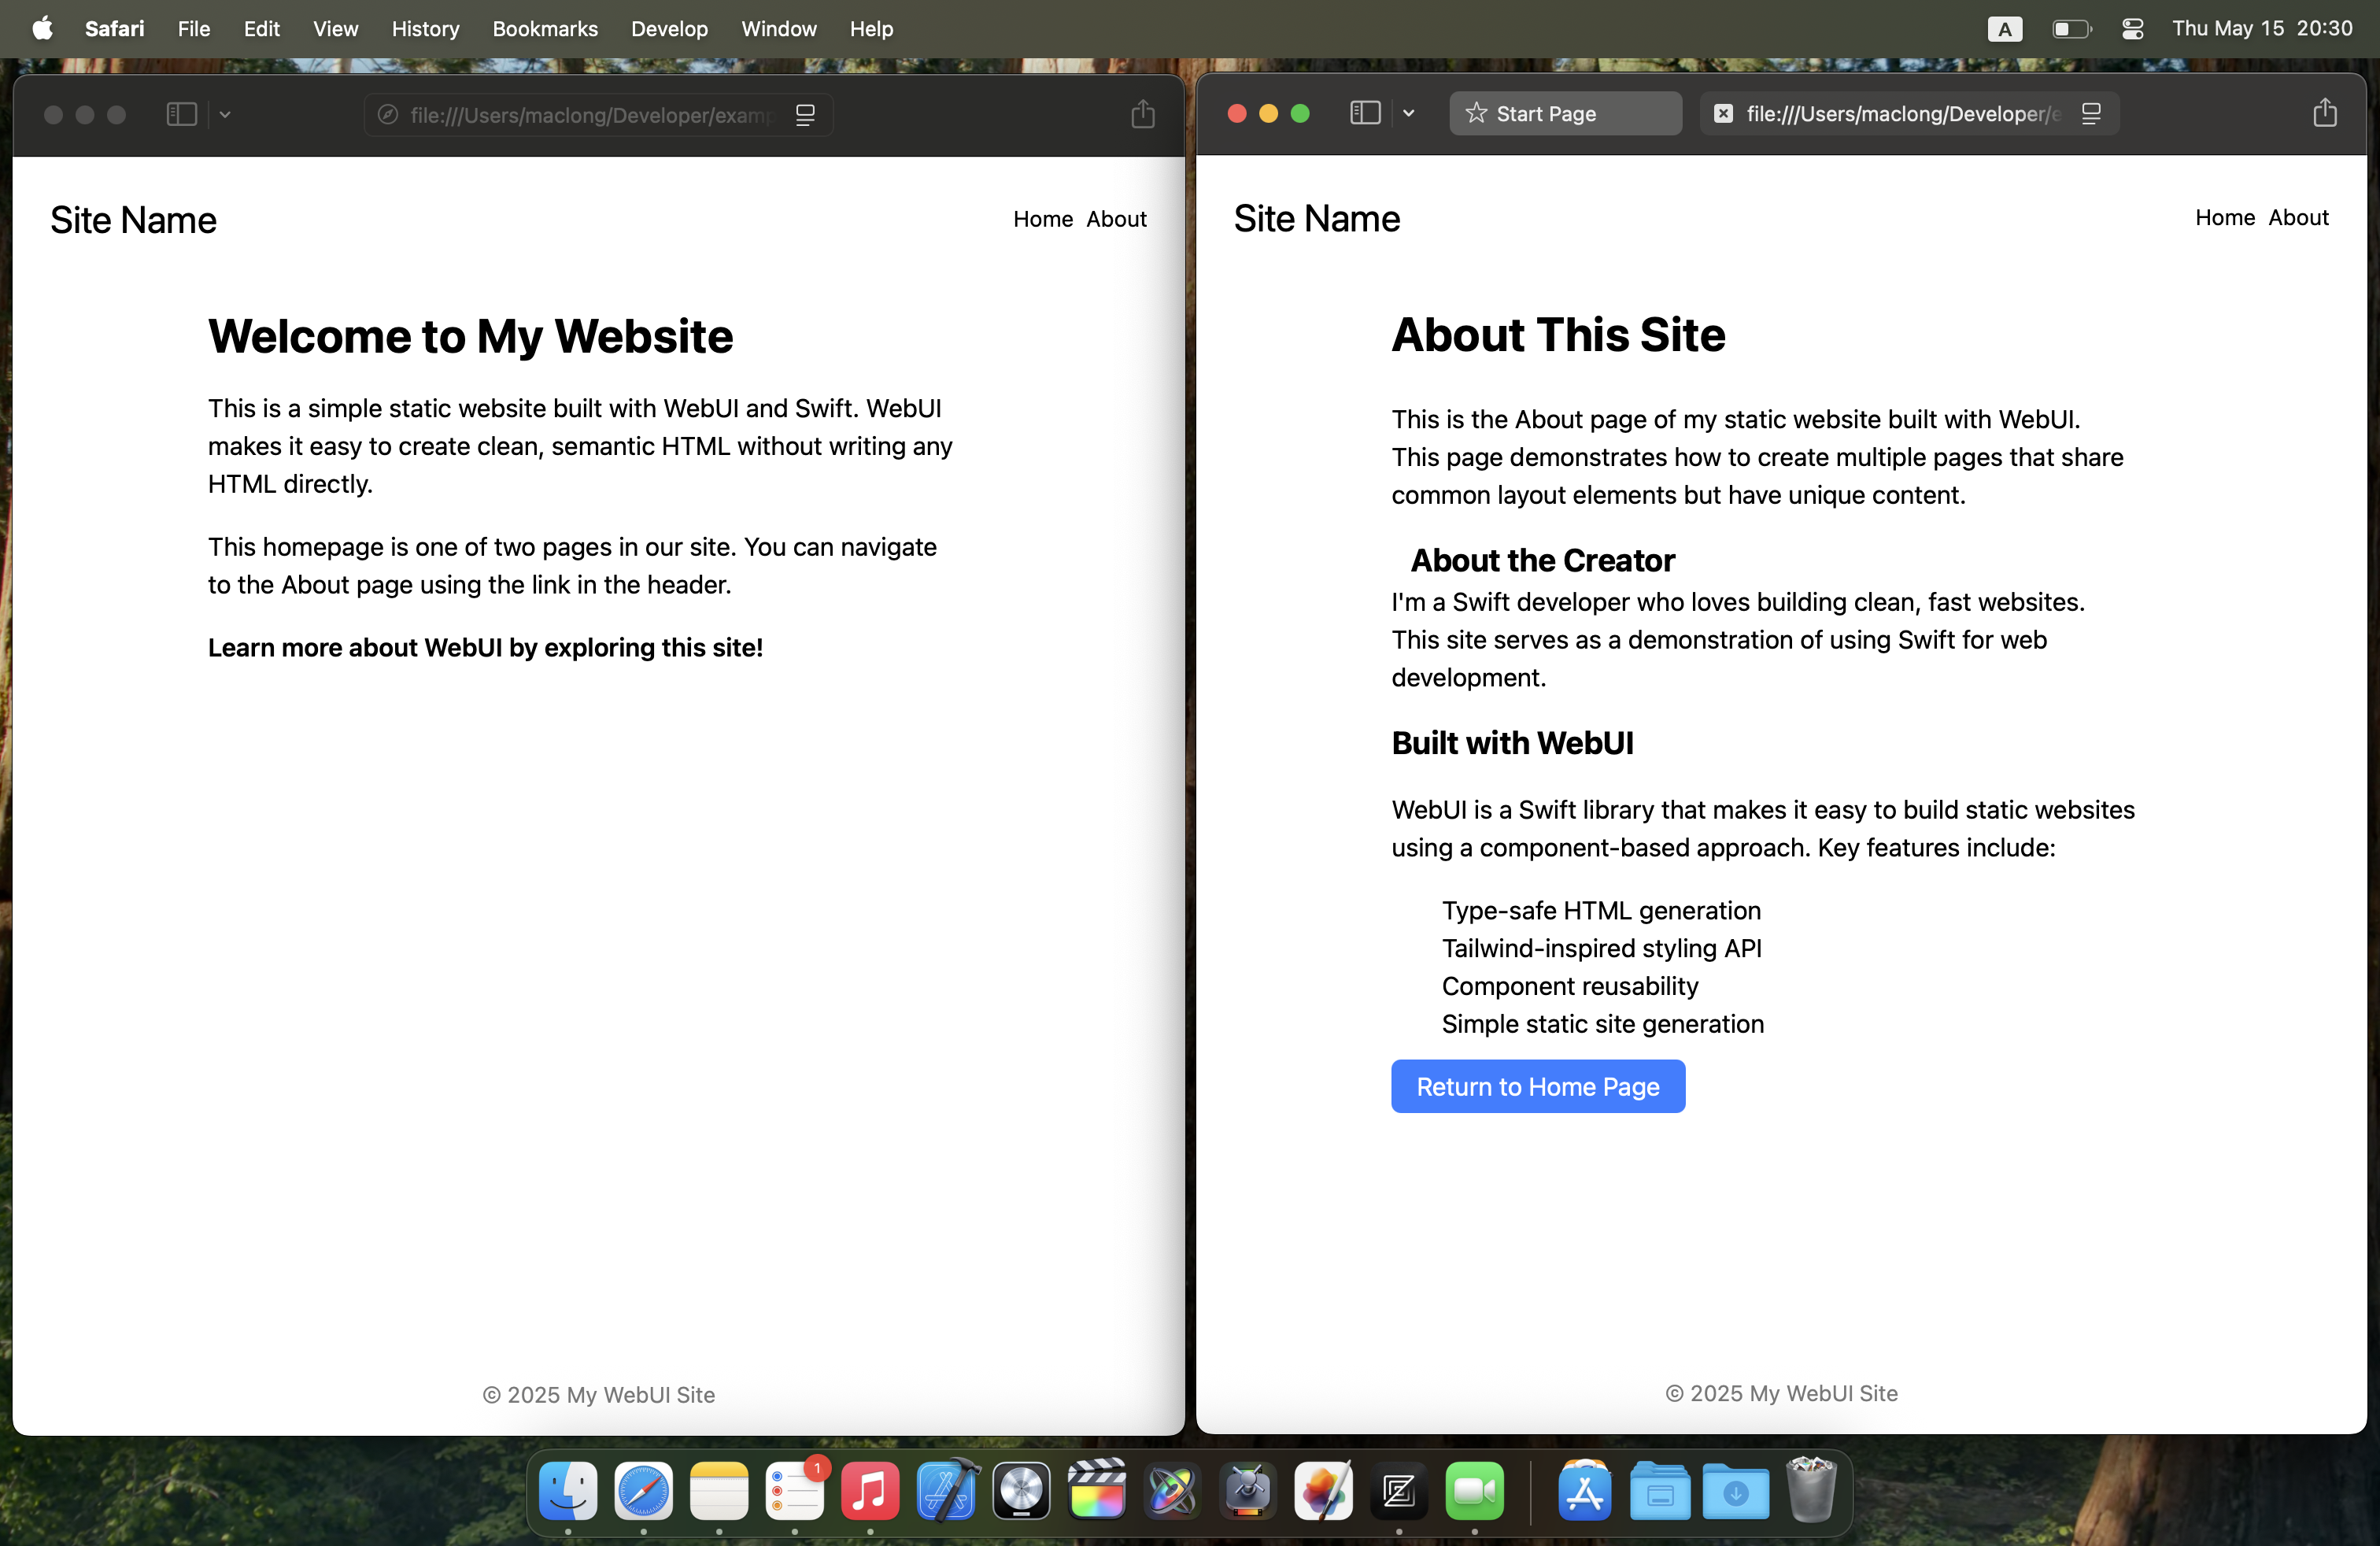 Safari File Edit View History Bookmarks Develop Window Help
A
Thu May 15 20:30
file:///Users/maclong/Developer/examp
Site Name
Home About
Welcome to My Website
This is a simple static website built with WebUI and Swift. WebUI
makes it easy to create clean, semantic HTML without writing any
HTML directly.
This homepage is one of two pages in our site. You can navigate
to the About page using the link in the header.
Learn more about WebUI by exploring this site!
© 2025 My WebUI Site
Start Page
file:///Users/maclong/Developer/e
Site Name
Home About
About This Site
This is the About page of my static website built with WebUI.
This page demonstrates how to create multiple pages that share
common layout elements but have unique content.
About the Creator
I'm a Swift developer who loves building clean, fast websites.
This site serves as a demonstration of using Swift for web
development.
Built with WebUI
WebUI is a Swift library that makes it easy to build static websites
using a component-based approach. Key features include:
Type-safe HTML generation
Tailwind-inspired styling API
Component reusability
Simple static site generation
Return to Home Page
© 2025 My WebUI Site
1